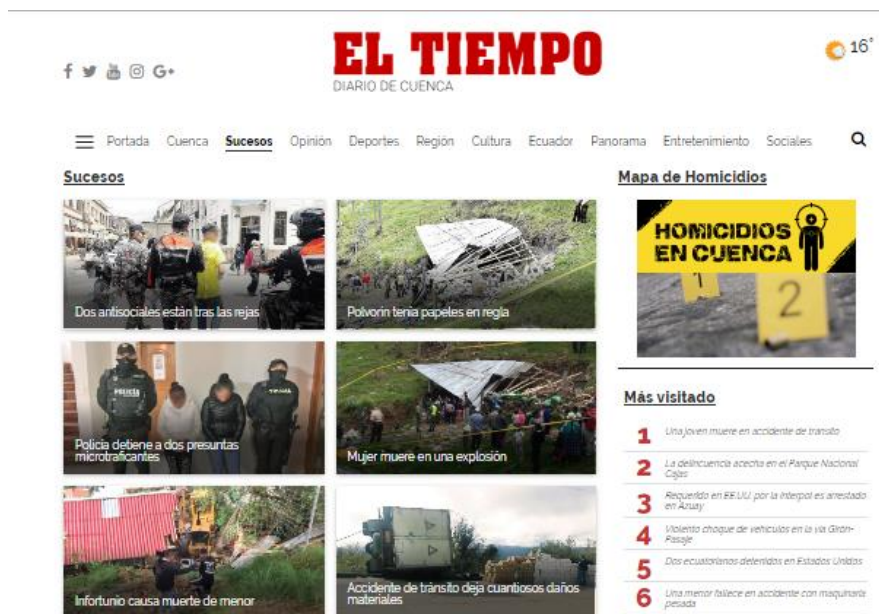 EL TIEMPO
DIARIO DE CUENCA
16°
Portada Cuenca Sucesos Opinión Deportes Región Cultura Ecuador Panorama Entretenimiento Sociales
Sucesos
Dos antisociales están tras las rejas
Polvorín tenía papeles en regla
POLICÍA
Policía detiene a dos presuntas
microtraficantes
Mujer muere en una explosión
Infortunio causa muerte de menor
Accidente de tránsito deja cuantiosos daños
materiales
Mapa de Homicidios
HOMICIDIOS
EN CUENCA
1
2
Más visitado
1 Una joven muere en accidente de tránsito
2 La delincuencia acecha en el Parque Nacional
Cajas
3 Requerido en EE.UU. por la Interpol es arrestado
en Azuay
4 Violento choque de vehículos en la vía Girón-
Pasaje
5 Dos ecuatorianos detenidos en Estados Unidos
6 Una menor fallece en accidente con maquinaria
pesada